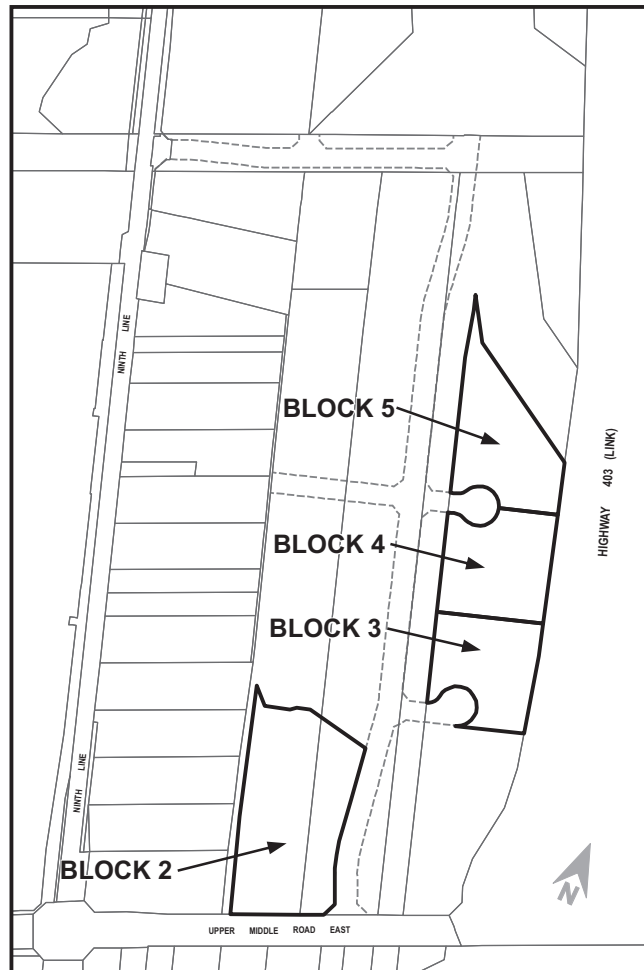 NINTH LINE
BLOCK 5
HIGHWAY 403 (LINK)
BLOCK 4
BLOCK 3
NINTH LINE
BLOCK 2
N
UPPER MIDDLE ROAD EAST